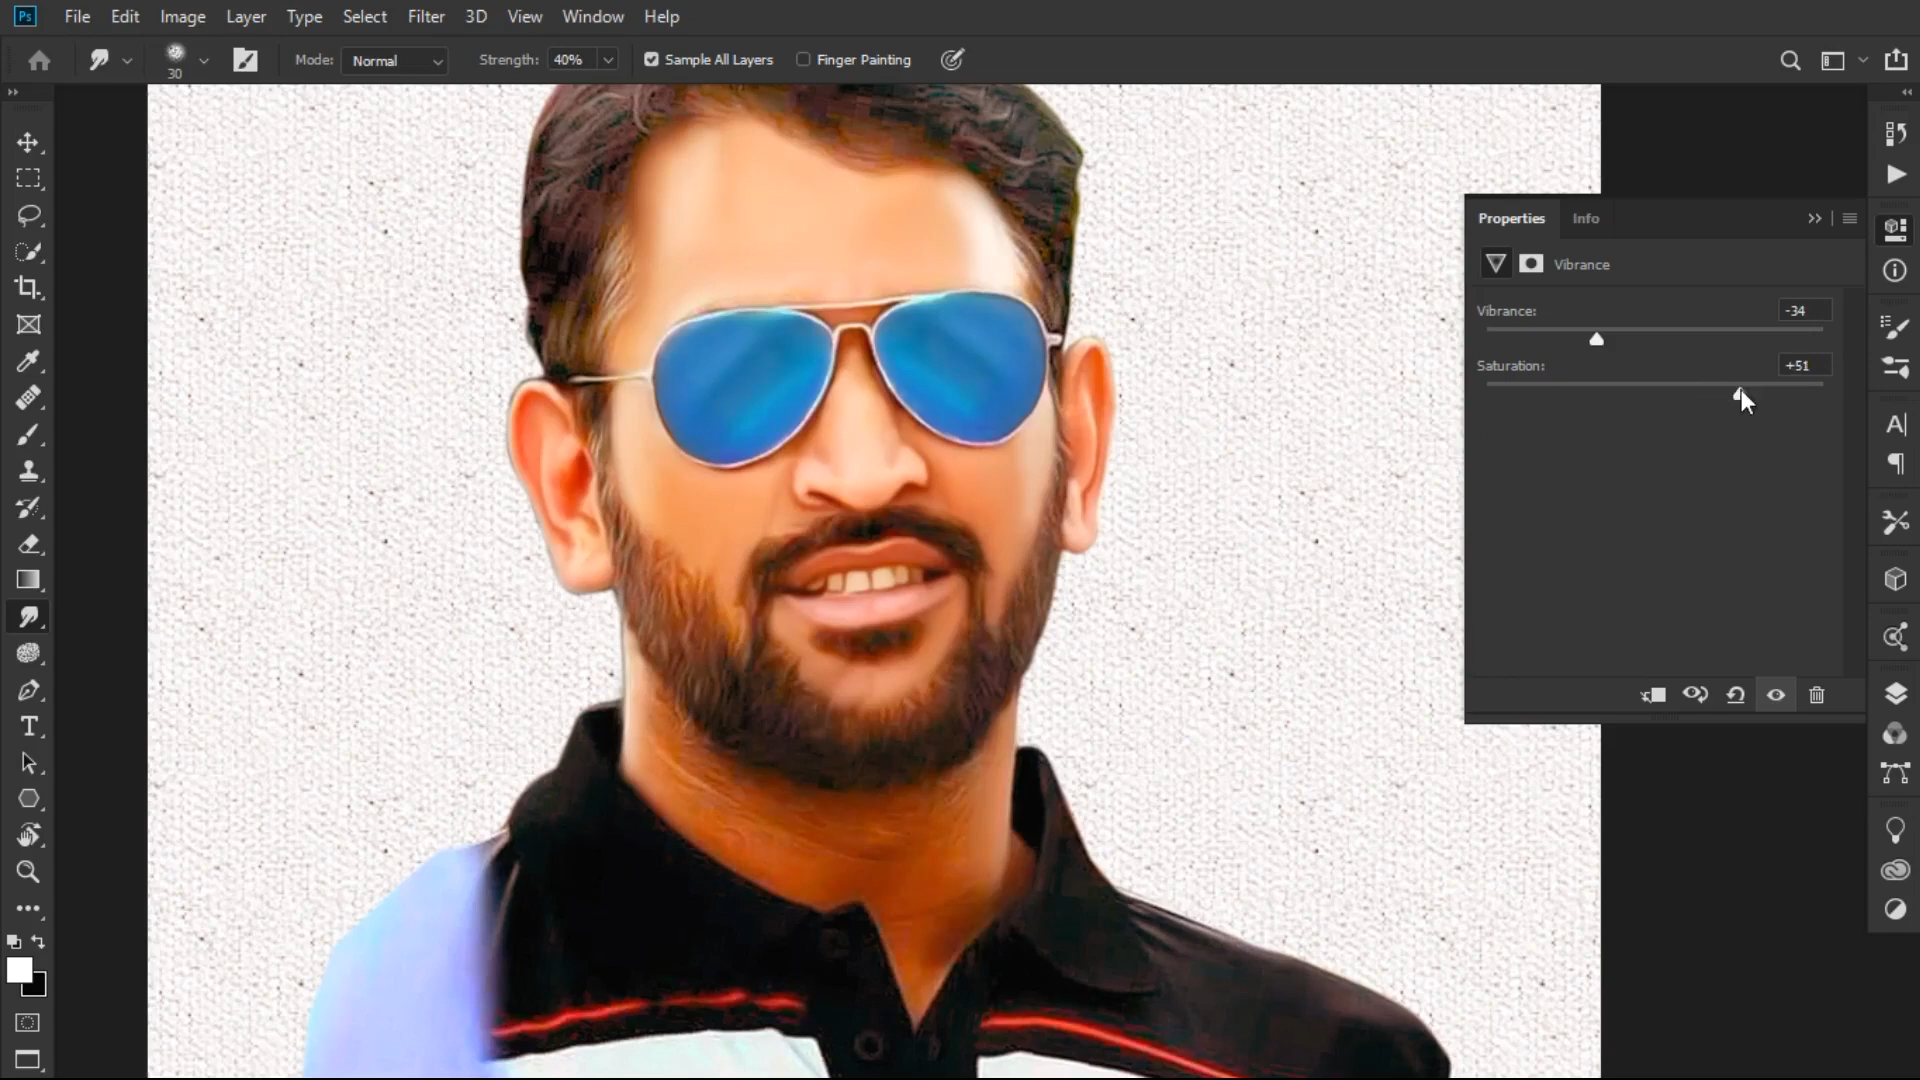 Ps File Edit Image Layer Type Select Filter 3D View Window Help
30 Mode: Normal Strength: 40% Sample All Layers Finger Painting
Properties Info
Vibrance
Vibrance: -34
Saturation: +51